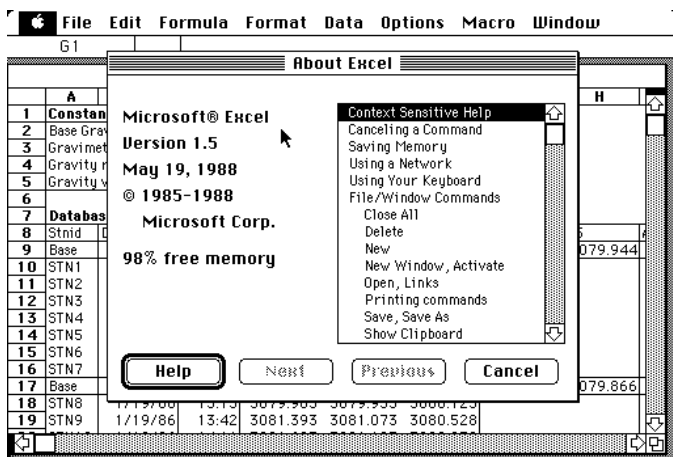 File Edit Formula Format Data Options Macro Window
G1
About Excel
A H
1 Constan
2 Base Grav
3 Gravimet
4 Gravity r
5 Gravity v
6
7 Databas
8 Stnid
9 Base 079.944
10 STN1
11 STN2
12 STN3
13 STN4
14 STN5
15 STN6
16 STN7
17 Base 079.866
18 STN8
19 STN9 1/19/86 13:42 3081.393 3081.073 3080.528
Microsoft® Excel
Version 1.5
May 19, 1988
© 1985-1988
Microsoft Corp.
98% free memory
Context Sensitive Help
Canceling a Command
Saving Memory
Using a Network
Using Your Keyboard
File/Window Commands
Close All
Delete
New
New Window, Activate
Open, Links
Printing commands
Save, Save As
Show Clipboard
Help Next Previous Cancel